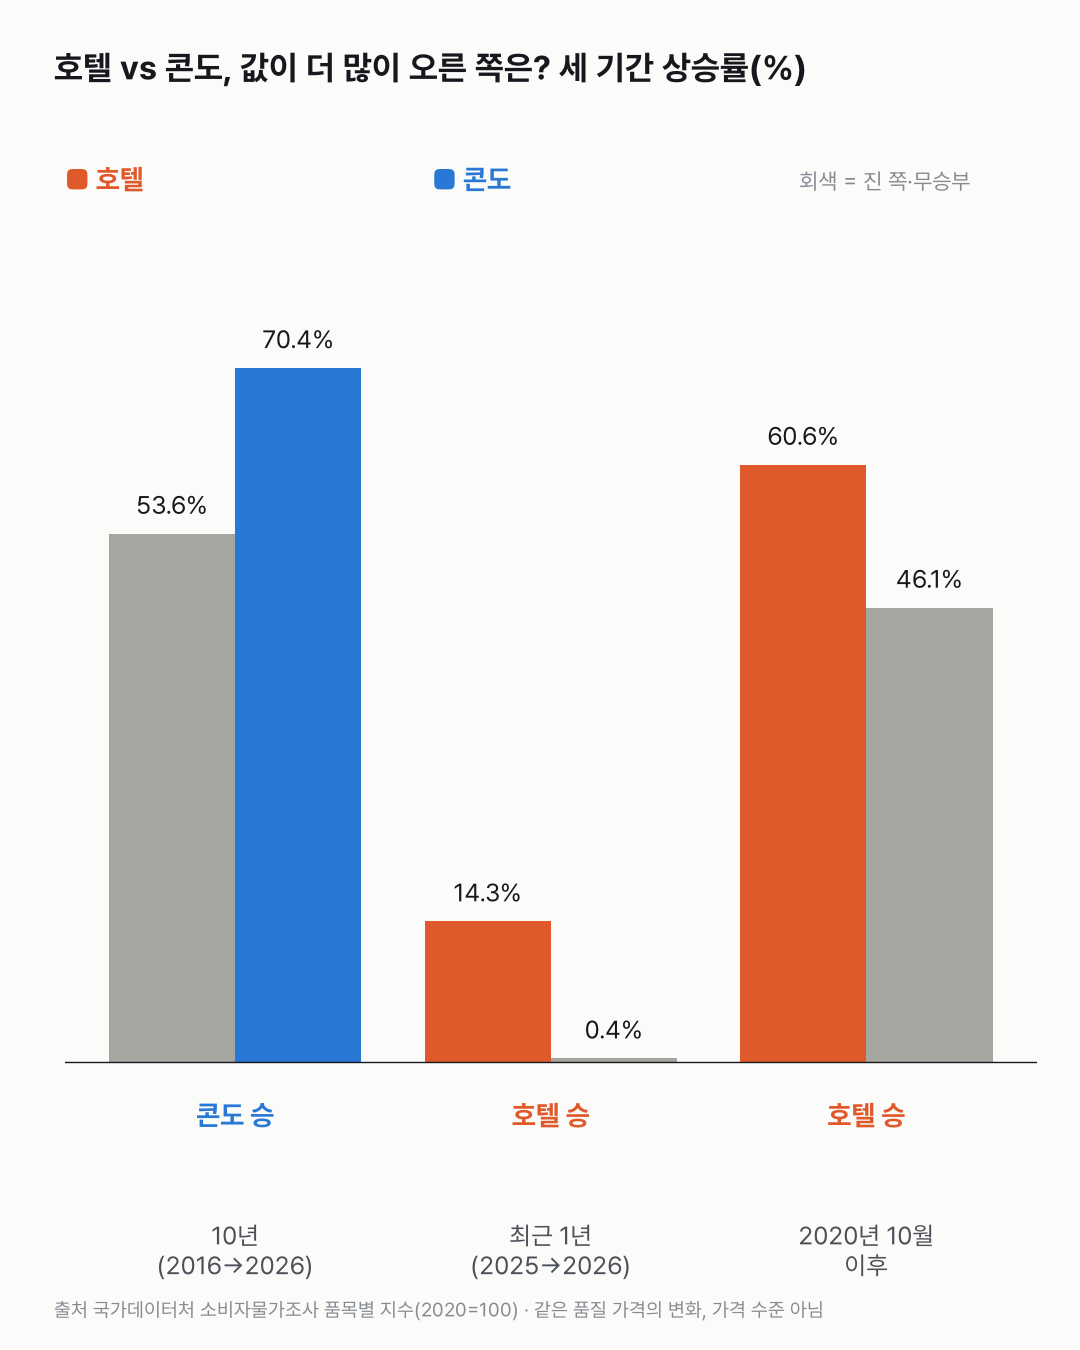 호텔 vs 콘도, 값이 더 많이 오른 쪽은? 세 기간 상승률(%)
호텔
콘도
회색 = 진 쪽·무승부
53.6%
70.4%
14.3%
0.4%
60.6%
46.1%
콘도 승
호텔 승
호텔 승
10년
(2016→2026)
최근 1년
(2025→2026)
2020년 10월
이후
출처 국가데이터처 소비자물가조사 품목별 지수(2020=100) · 같은 품질 가격의 변화, 가격 수준 아님